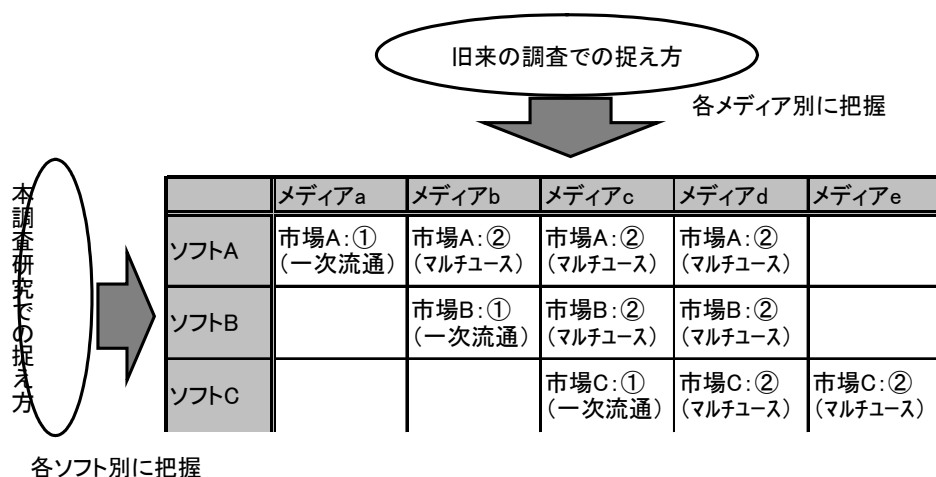 旧来の調査での捉え方
各メディア別に把握
本調査研究での捉え方
メディアa
メディアb
メディアc
メディアd
メディアe
ソフトA
市場A:①
(一次流通)
市場A:②
(マルチユース)
市場A:②
(マルチユース)
市場A:②
(マルチユース)
ソフトB
市場B:①
(一次流通)
市場B:②
(マルチユース)
市場B:②
(マルチユース)
ソフトC
市場C:①
(一次流通)
市場C:②
(マルチユース)
市場C:②
(マルチユース)
各ソフト別に把握